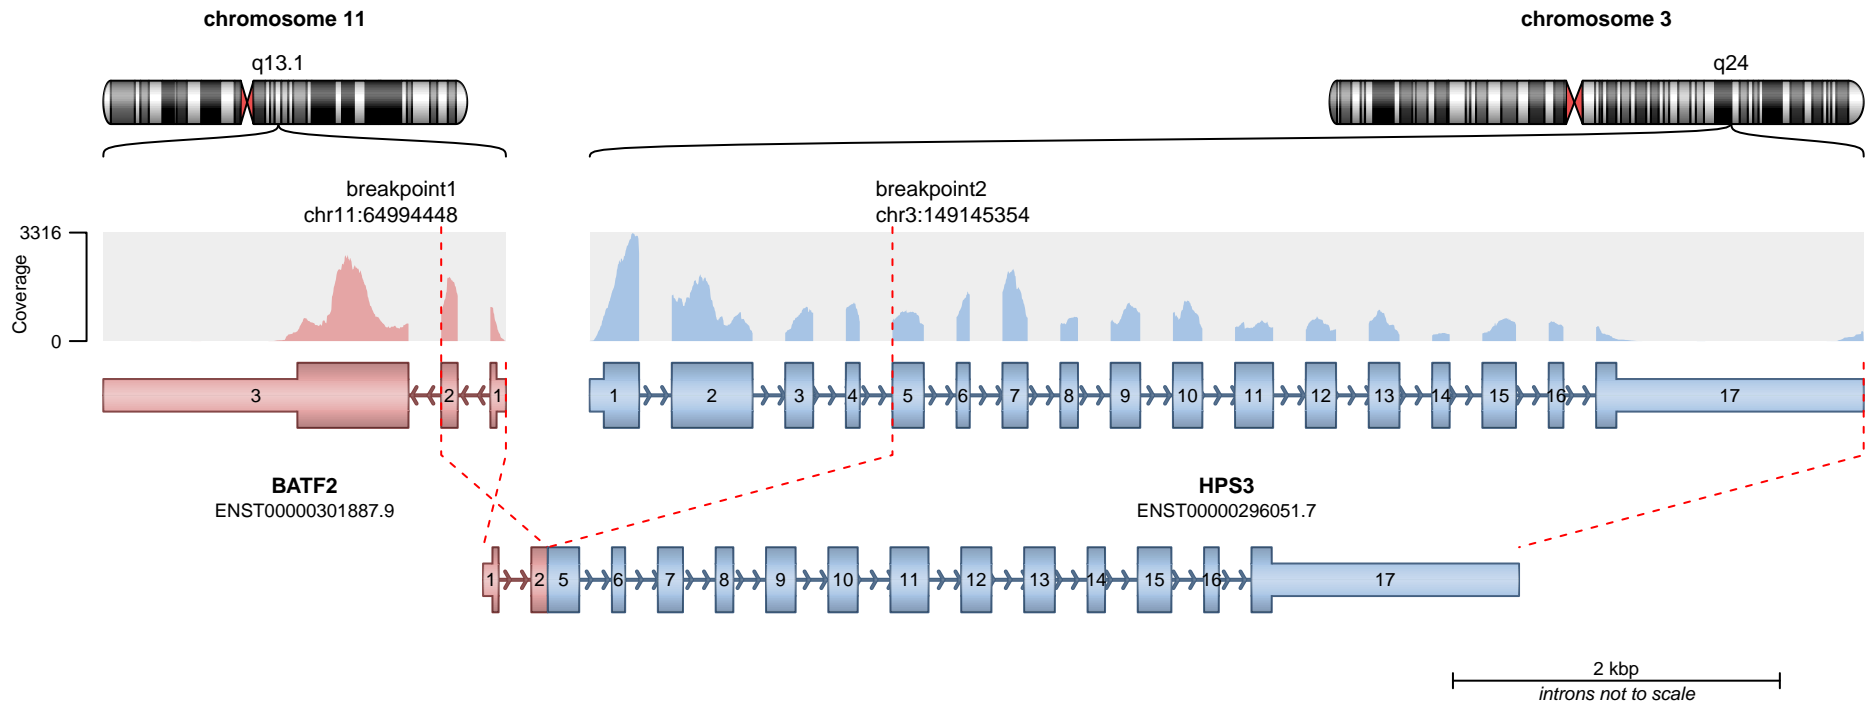 chromosome 11
chromosome 3
q13.1
q24
breakpoint1
chr11:64994448
breakpoint2
chr3:149145354
3316
Coverage
0
3 2 1
1 2 3 4 5 6 7 8 9 10 11 12 13 14 15 16 17
BATF2
ENST00000301887.9
HPS3
ENST00000296051.7
1 2 5 6 7 8 9 10 11 12 13 14 15 16 17
2 kbp
introns not to scale